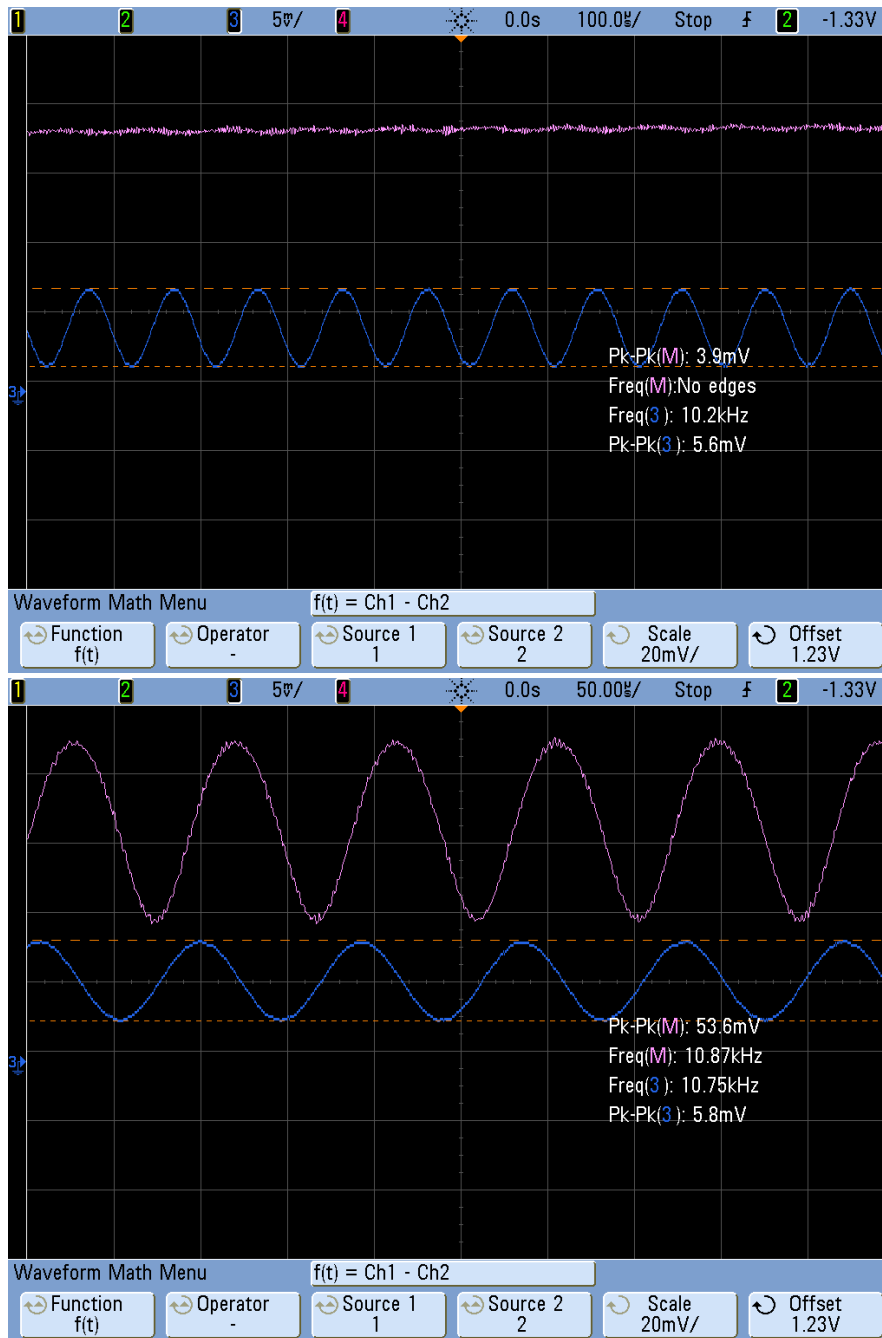 1 2 3 5mV/ 4 0.0s 100.0µs/ Stop 2 -1.33V
3
Pk-Pk(M): 3.9mV
Freq(M):No edges
Freq(3): 10.2kHz
Pk-Pk(3): 5.6mV
Waveform Math Menu f(t) = Ch1 - Ch2
Function Operator Source 1 Source 2 Scale Offset
f(t) - 1 2 20mV/ 1.23V
1 2 3 5mV/ 4 0.0s 50.00µs/ Stop 2 -1.33V
3
Pk-Pk(M): 53.6mV
Freq(M): 10.87kHz
Freq(3): 10.75kHz
Pk-Pk(3): 5.8mV
Waveform Math Menu f(t) = Ch1 - Ch2
Function Operator Source 1 Source 2 Scale Offset
f(t) - 1 2 20mV/ 1.23V